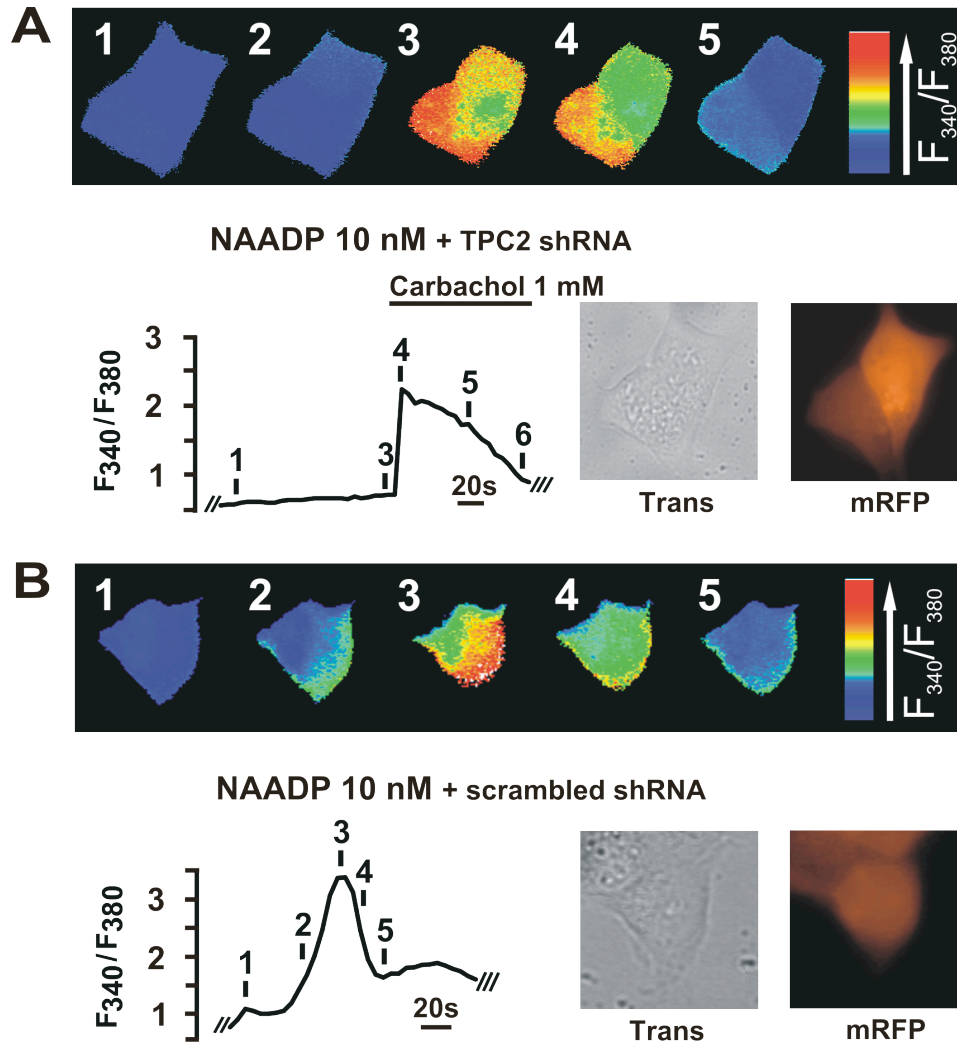 A
1 2 3 4 5
F340/F380
NAADP 10 nM + TPC2 shRNA
Carbachol 1 mM
F340/F380
3
2
1
1
3
4
5
6
20s
Trans
mRFP
B
1 2 3 4 5
F340/F380
NAADP 10 nM + scrambled shRNA
F340/F380
3
2
1
1
2
3
4
5
20s
Trans
mRFP